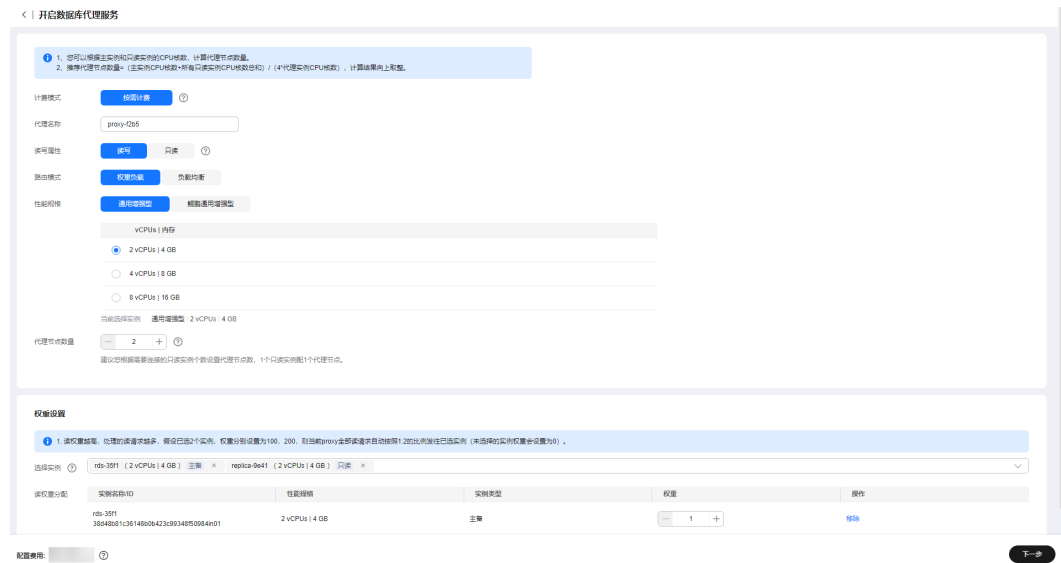 开启数据库代理服务
1、您可以根据主实例和只读实例的CPU核数，计算代理节点数量。
2、推荐代理节点数量=（主实例CPU核数+所有只读实例CPU核数总和）/（4*代理实例CPU核数），计算结果向上取整。
计费模式 按需计费
代理名称 proxy-f2b5
读写属性 读写 只读
路由模式 权重负载 负载均衡
性能规格 通用增强型 鲲鹏通用增强型
vCPUs | 内存
2 vCPUs | 4 GB
4 vCPUs | 8 GB
8 vCPUs | 16 GB
当前选择实例 通用增强型 | 2 vCPUs | 4 GB
代理节点数量 2
建议您根据需要连接的只读实例个数设置代理节点数，1个只读实例配1个代理节点。
权重设置
1. 读权重越高，处理的读请求越多，假设已选2个实例，权重分别设置为100，200，则当前proxy全部读请求自动按照1:2的比例发往已选实例（未选择的实例权重会设置为0）。
选择实例 rds-35f1 （2 vCPUs | 4 GB） 主备 × replica-9e41 （2 vCPUs | 4 GB） 只读 ×
读权重分配 实例名称/ID 性能规格 实例类型 权重 操作
rds-35f1
38d48b81c36146b0b423c99348f50984in01 2 vCPUs | 4 GB 主备 1 移除
配置费用: 下一步